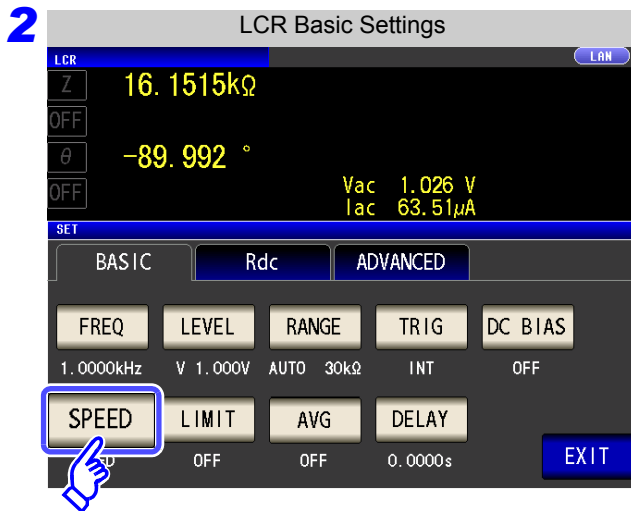 2
LCR Basic Settings
LCR
LAN
Z 16.1515kΩ
OFF
θ -89.992 °
OFF
Vac 1.026 V
Iac 63.51μA
SET
BASIC Rdc ADVANCED
FREQ LEVEL RANGE TRIG DC BIAS
1.0000kHz V 1.000V AUTO 30kΩ INT OFF
SPEED LIMIT AVG DELAY
OFF OFF 0.0000s
EXIT